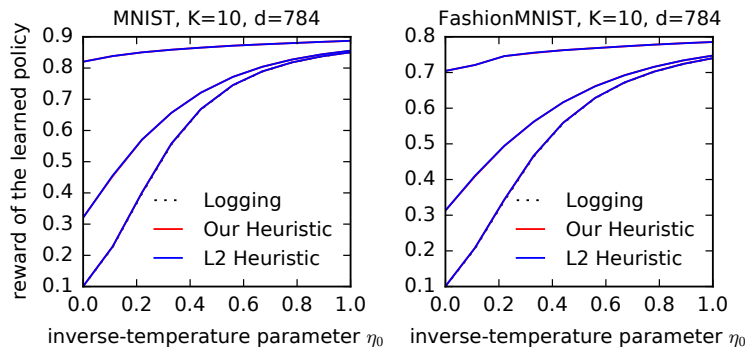 MNIST, K=10, d=784
reward of the learned policy
0.9
0.8
0.7
0.6
0.5
0.4
0.3
0.2
0.1
Logging
Our Heuristic
L2 Heuristic
0.0 0.2 0.4 0.6 0.8 1.0
inverse-temperature parameter η₀
FashionMNIST, K=10, d=784
0.8
0.7
0.6
0.5
0.4
0.3
0.2
0.1
Logging
Our Heuristic
L2 Heuristic
0.0 0.2 0.4 0.6 0.8 1.0
inverse-temperature parameter η₀